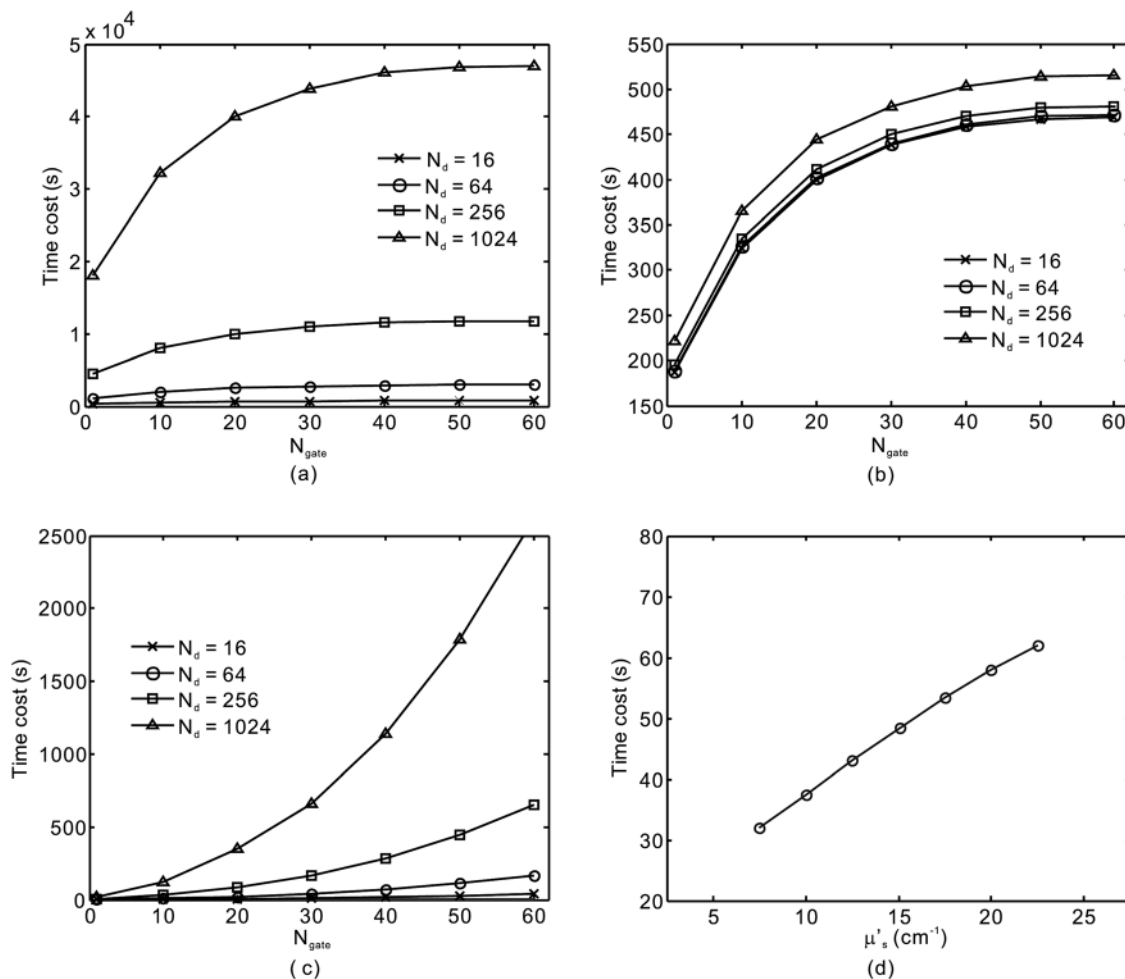 5 x 10⁴
4
3
2
1
0
Time cost (s)
N_d = 16
N_d = 64
N_d = 256
N_d = 1024
0 10 20 30 40 50 60
N_gate
(a)
550
500
450
400
350
300
250
200
150
Time cost (s)
N_d = 16
N_d = 64
N_d = 256
N_d = 1024
0 10 20 30 40 50 60
N_gate
(b)
2500
2000
1500
1000
500
0
Time cost (s)
N_d = 16
N_d = 64
N_d = 256
N_d = 1024
0 10 20 30 40 50 60
N_gate
(c)
80
70
60
50
40
30
20
Time cost (s)
5 10 15 20 25
μ'_s (cm⁻¹)
(d)